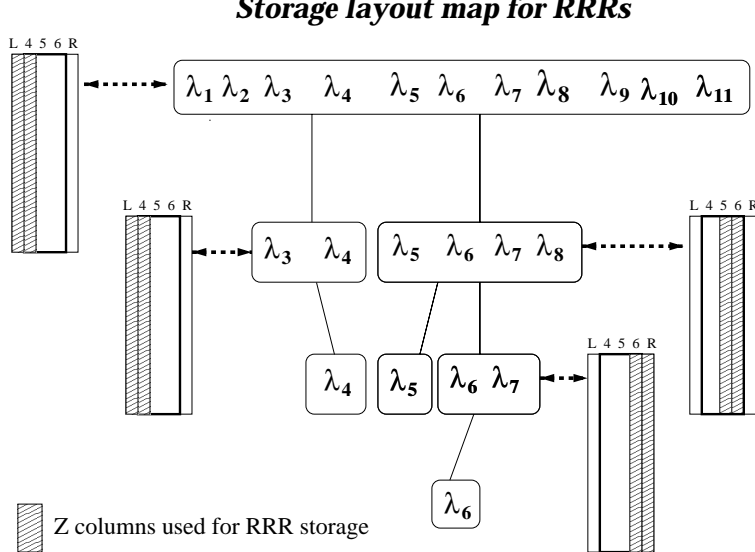 Storage layout map for RRRs
L 4 5 6 R
λ1 λ2 λ3 λ4 λ5 λ6 λ7 λ8 λ9 λ10 λ11
L 4 5 6 R
λ3 λ4
λ5 λ6 λ7 λ8
L 4 5 6 R
λ4
λ5
λ6 λ7
L 4 5 6 R
λ6
Z columns used for RRR storage